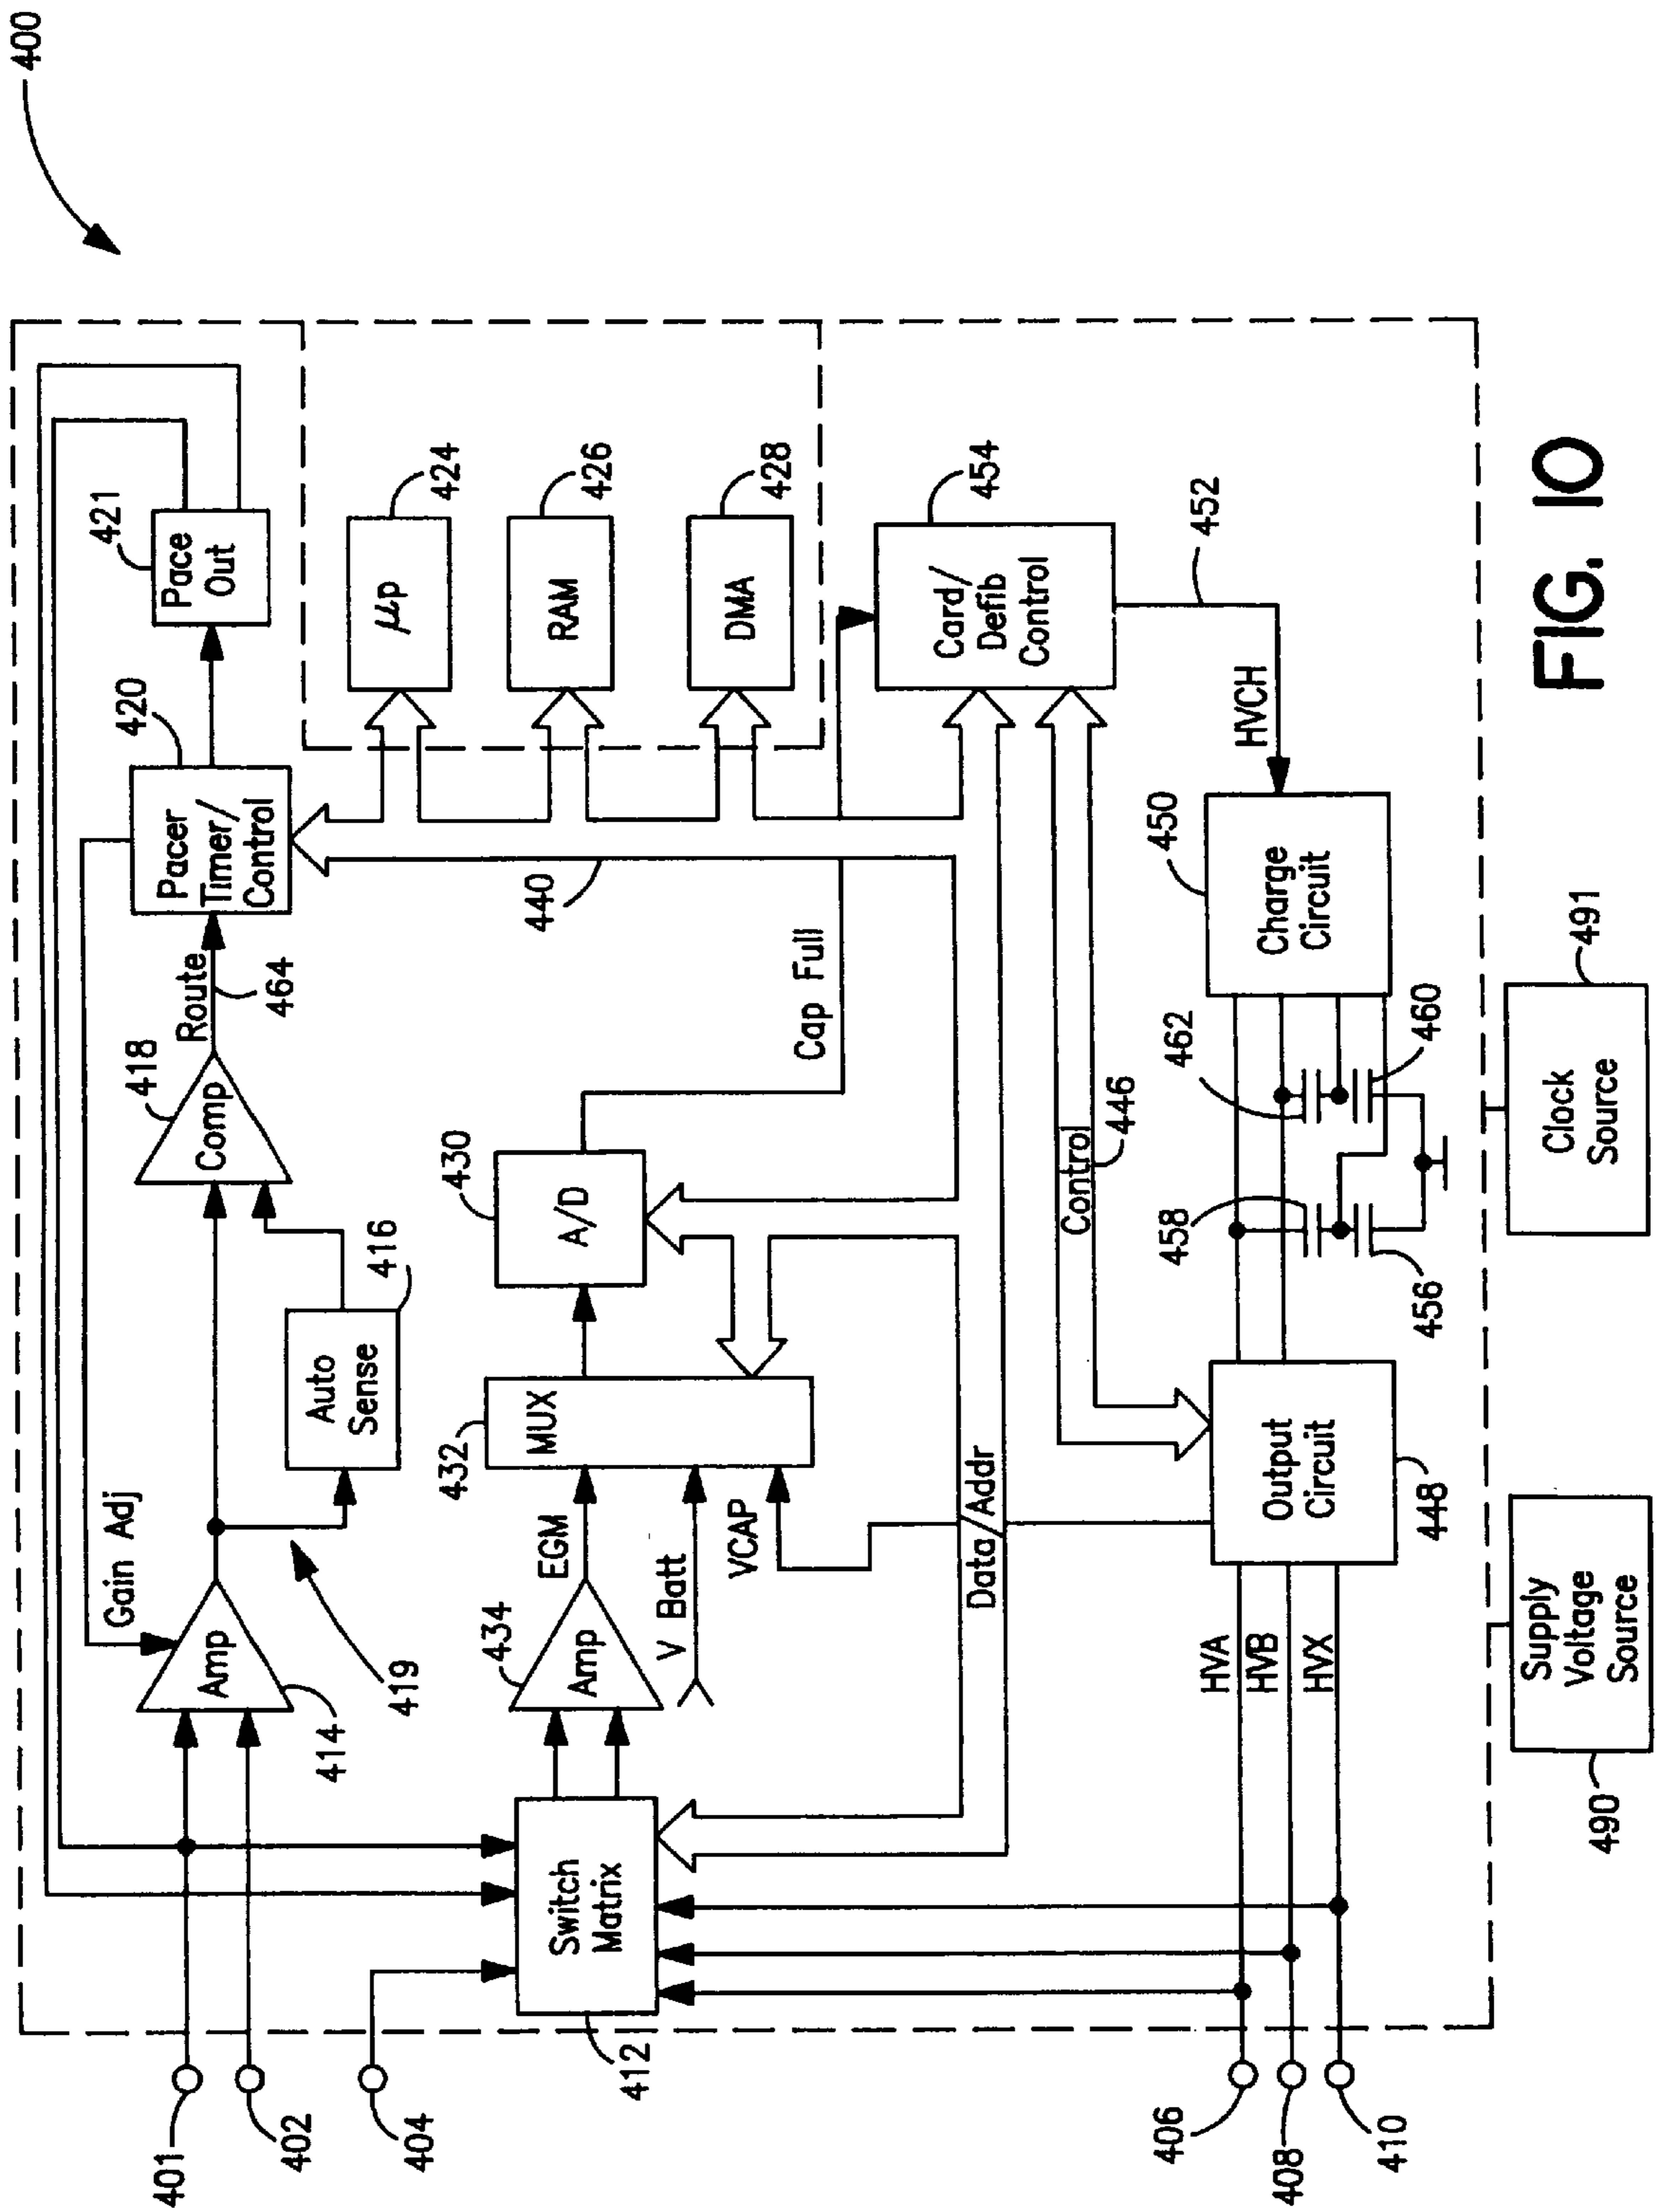 400
421
Pace
Out
420
Pacer
Timer/
Control
Route
464
418
Comp
Gain Adj
Amp
414
419
416
Auto
Sense
401
402
404
424
μp
426
RAM
428
DMA
440
Cap Full
430
A/D
432
MUX
EGM
434
Amp
V Batt
VCAP
Switch
Matrix
412
Data/Addr
454
Card/
Defib
Control
452
HVCH
450
Charge
Circuit
462
460
446
Control
458
456
Output
Circuit
448
HVA
HVB
HVX
406
408
410
491
Clock
Source
Supply
Voltage
Source
490
FIG. 10